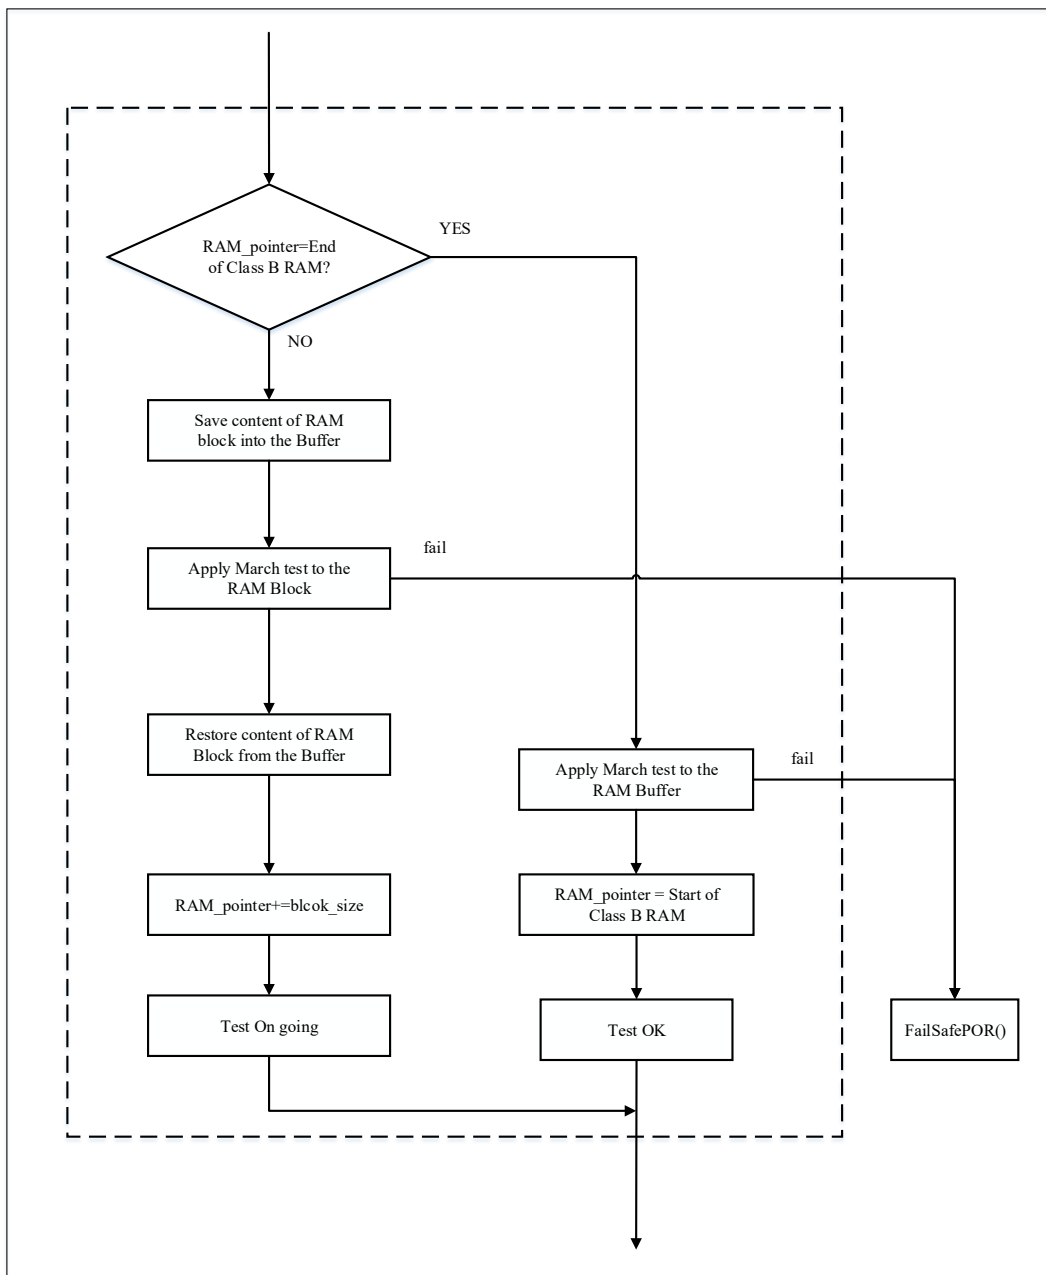 YES
RAM_pointer=End
of Class B RAM?
NO
Save content of RAM
block into the Buffer
fail
Apply March test to the
RAM Block
Restore content of RAM
Block from the Buffer
fail
Apply March test to the
RAM Buffer
RAM_pointer+=blcok_size
RAM_pointer = Start of
Class B RAM
Test On going
Test OK
FailSafePOR()